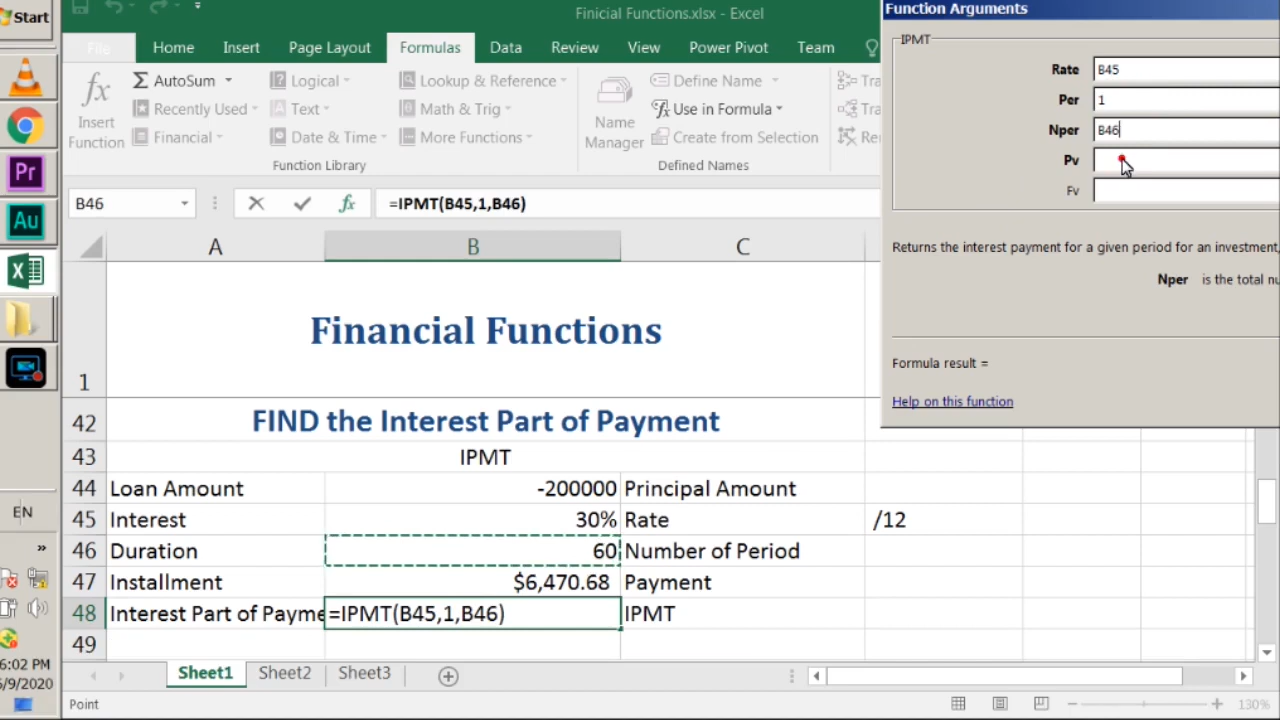 Start
Finicial Functions.xlsx - Excel
File Home Insert Page Layout Formulas Data Review View Power Pivot Team
fx Insert Function
Σ AutoSum
Recently Used
Financial
Logical
Text
Date & Time
Lookup & Reference
Math & Trig
More Functions
Function Library
Name Manager
Define Name
Use in Formula
Create from Selection
Defined Names
B46 fx =IPMT(B45,1,B46)
Function Arguments
IPMT
Rate B45
Per 1
Nper B46
Pv
Fv
Returns the interest payment for a given period for an investment,
Nper is the total
Formula result =
Help on this function
A B C
1 Financial Functions
42 FIND the Interest Part of Payment
43 IPMT
44 Loan Amount -200000 Principal Amount
45 Interest 30% Rate /12
46 Duration 60 Number of Period
47 Installment $6,470.68 Payment
48 Interest Part of Payme =IPMT(B45,1,B46) IPMT
49
Pr
Au
EN
»
6:02 PM
/9/2020
Sheet1 Sheet2 Sheet3
Point
130%